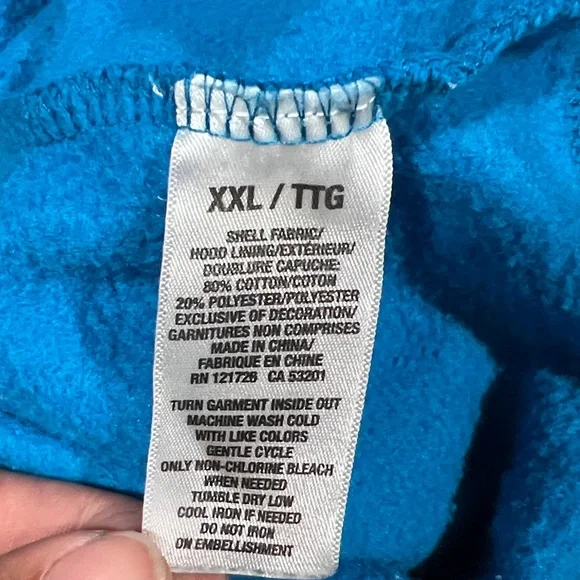 XXL / TTG
SHELL FABRIC/
HOOD LINING/EXTÉRIEUR/
DOUBLURE CAPUCHE:
80% COTTON/COTON
20% POLYESTER/POLYESTER
EXCLUSIVE OF DECORATION/
GARNITURES NON COMPRISES
MADE IN CHINA/
FABRIQUE EN CHINE
RN 121726 CA 53201
TURN GARMENT INSIDE OUT
MACHINE WASH COLD
WITH LIKE COLORS
GENTLE CYCLE
ONLY NON-CHLORINE BLEACH
WHEN NEEDED
TUMBLE DRY LOW
COOL IRON IF NEEDED
DO NOT IRON
ON EMBELLISHMENT